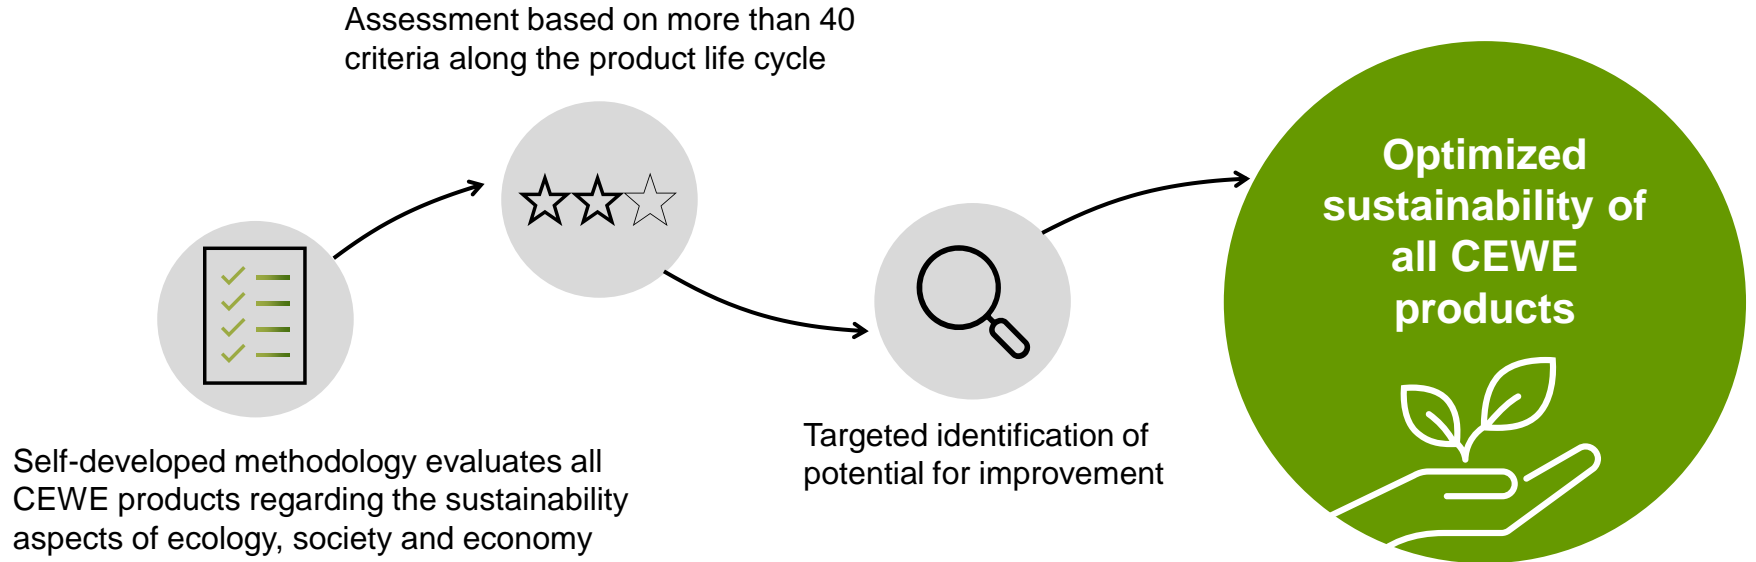 Assessment based on more than 40
criteria along the product life cycle
Self-developed methodology evaluates all
CEWE products regarding the sustainability
aspects of ecology, society and economy
Targeted identification of
potential for improvement
Optimized
sustainability of
all CEWE
products